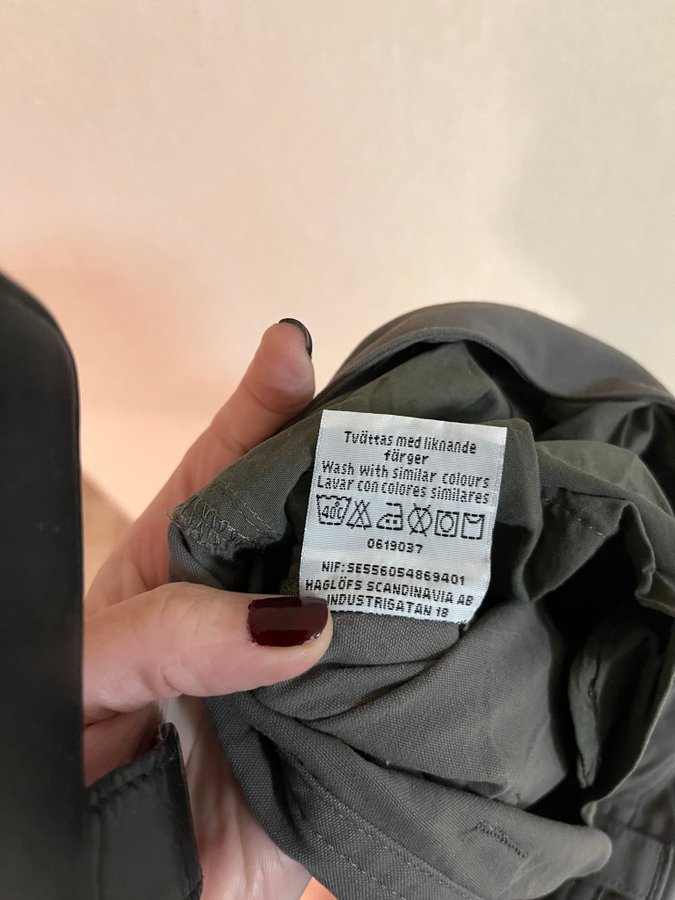 Tvättas med liknande
färger
Wash with similar colours
Lavar con colores similares
40C
0619037
NIF: SE556054869401
HAGLÖFS SCANDINAVIA AB
INDUSTRIGATAN 18